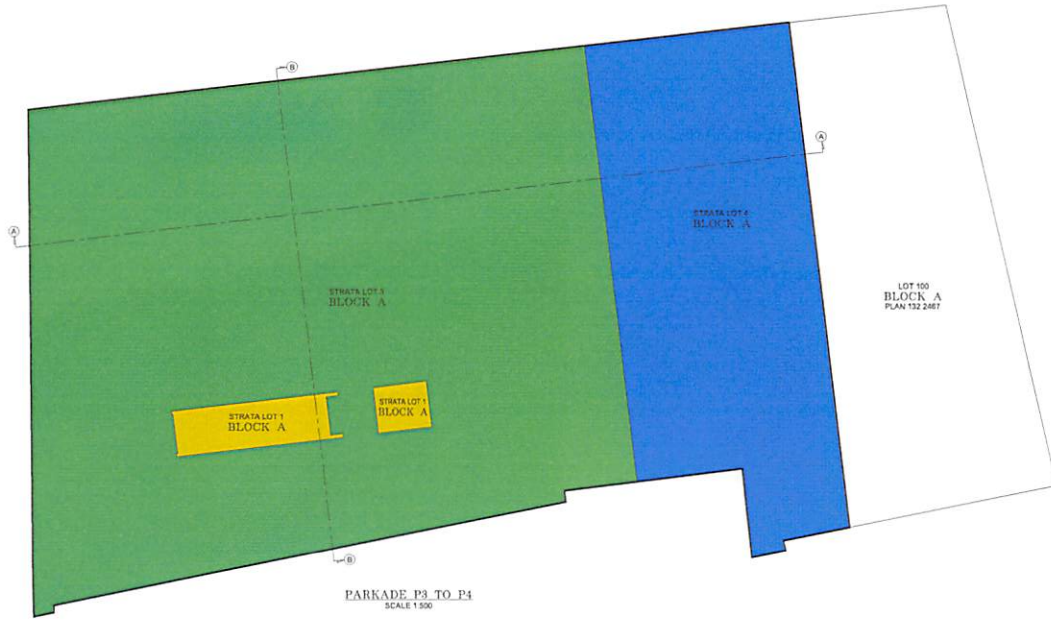 B
A
A
STRATA LOT 4
BLOCK A
LOT 100
BLOCK A
PLAN 132 2467
STRATA LOT 3
BLOCK A
STRATA LOT 1
BLOCK A
STRATA LOT 1
BLOCK A
B
PARKADE P3 TO P4
SCALE 1:500